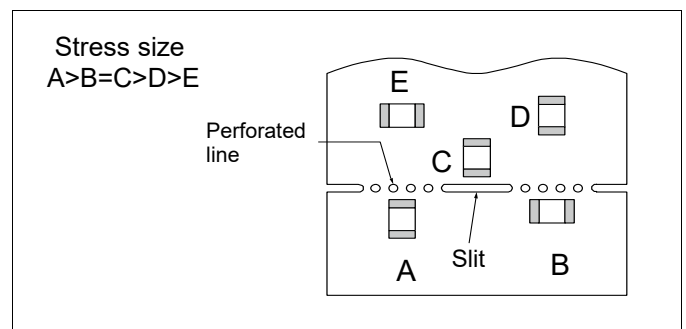 Stress size
A>B=C>D>E
E
D
Perforated
line
C
Slit
A
B